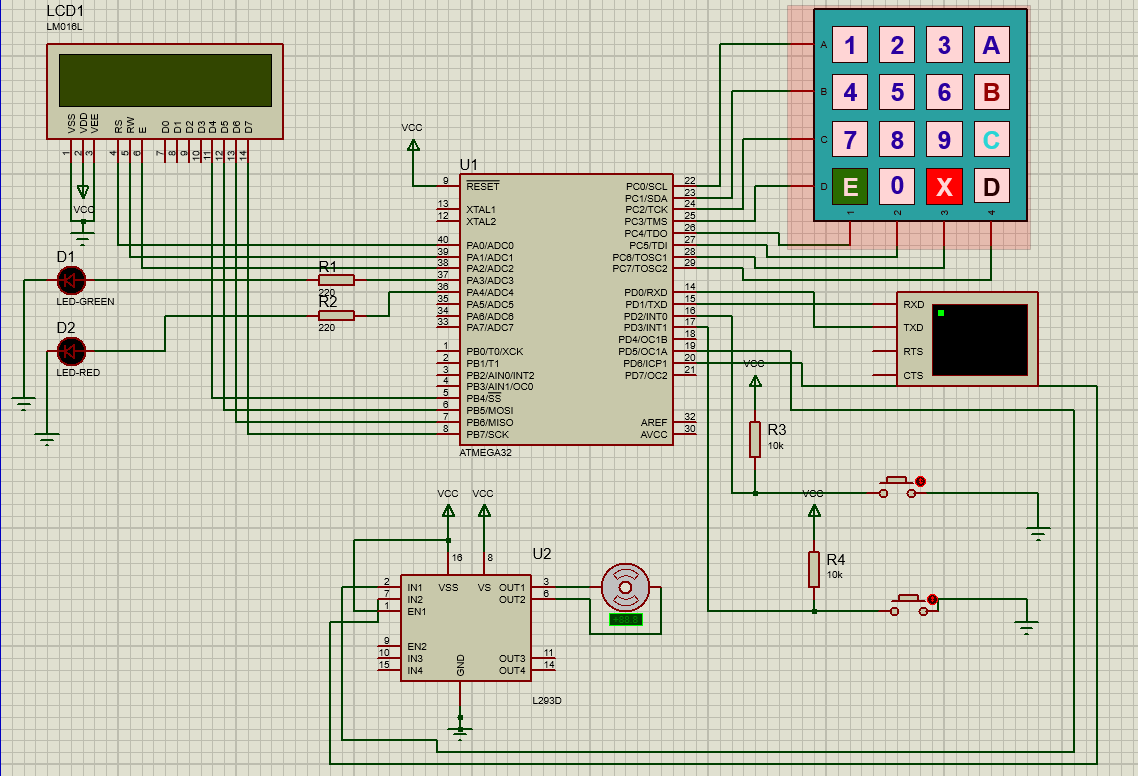 LCD1
LM016L
VSS VDD VEE RS RW E D0 D1 D2 D3 D4 D5 D6 D7
1 2 3 4 5 6 7 8 9 10 11 12 13 14
VCC
D1
LED-GREEN
D2
LED-RED
R1
220
R2
220
VCC
U1
9 RESET
13 XTAL1
12 XTAL2
40 PA0/ADC0
39 PA1/ADC1
38 PA2/ADC2
37 PA3/ADC3
36 PA4/ADC4
35 PA5/ADC5
34 PA6/ADC6
33 PA7/ADC7
1 PB0/T0/XCK
2 PB1/T1
3 PB2/AIN0/INT2
4 PB3/AIN1/OC0
5 PB4/SS
6 PB5/MOSI
7 PB6/MISO
8 PB7/SCK
PC0/SCL 22
PC1/SDA 23
PC2/TCK 24
PC3/TMS 25
PC4/TDO 26
PC5/TDI 27
PC6/TOSC1 28
PC7/TOSC2 29
PD0/RXD 14
PD1/TXD 15
PD2/INT0 16
PD3/INT1 17
PD4/OC1B 18
PD5/OC1A 19
PD6/ICP1 20
PD7/OC2 21
AREF 32
AVCC 30
ATMEGA32
A 1 2 3 A
B 4 5 6 B
C 7 8 9 C
D E 0 X D
1 2 3 4
RXD
TXD
RTS
CTS
VCC
R3
10k
VCC
R4
10k
VCC VCC
16 8
U2
2 IN1
7 IN2
1 EN1
9 EN2
10 IN3
15 IN4
VSS VS
OUT1 3
OUT2 6
OUT3 11
OUT4 14
GND
L293D